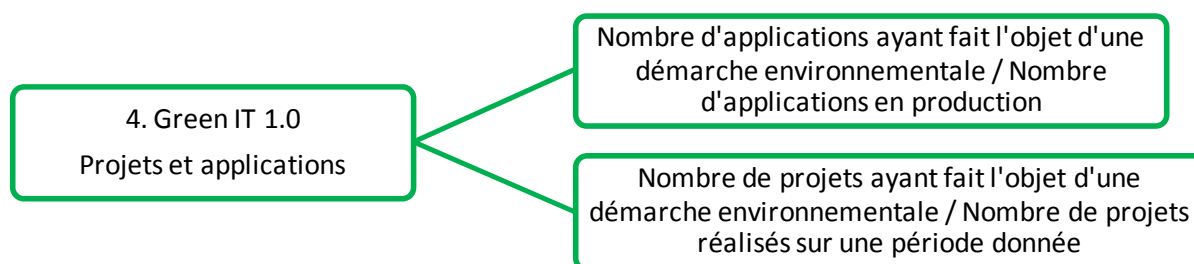 4. Green IT 1.0
Projets et applications
Nombre d'applications ayant fait l'objet d'une
démarche environnementale / Nombre
d'applications en production
Nombre de projets ayant fait l'objet d'une
démarche environnementale / Nombre de projets
réalisés sur une période donnée